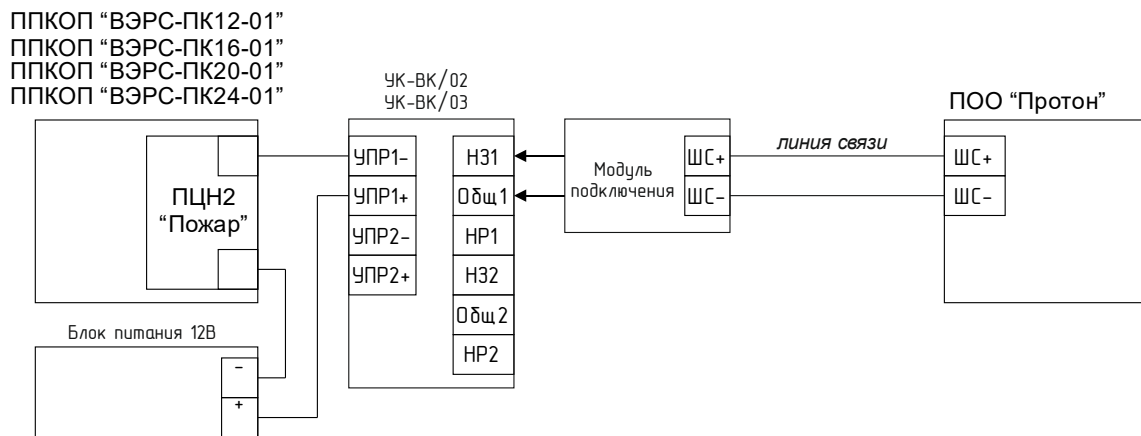 ППКОП “ВЭРС-ПК12-01”
ППКОП “ВЭРС-ПК16-01”
ППКОП “ВЭРС-ПК20-01”
ППКОП “ВЭРС-ПК24-01”
ПЦН2
“Пожар”
Блок питания 12В
–
+
УК-ВК/02
УК-ВК/03
УПР1–
УПР1+
УПР2–
УПР2+
НЗ1
Общ1
НР1
НЗ2
Общ2
НР2
Модуль
подключения
ШС+
ШС–
линия связи
ПОО “Протон”
ШС+
ШС–